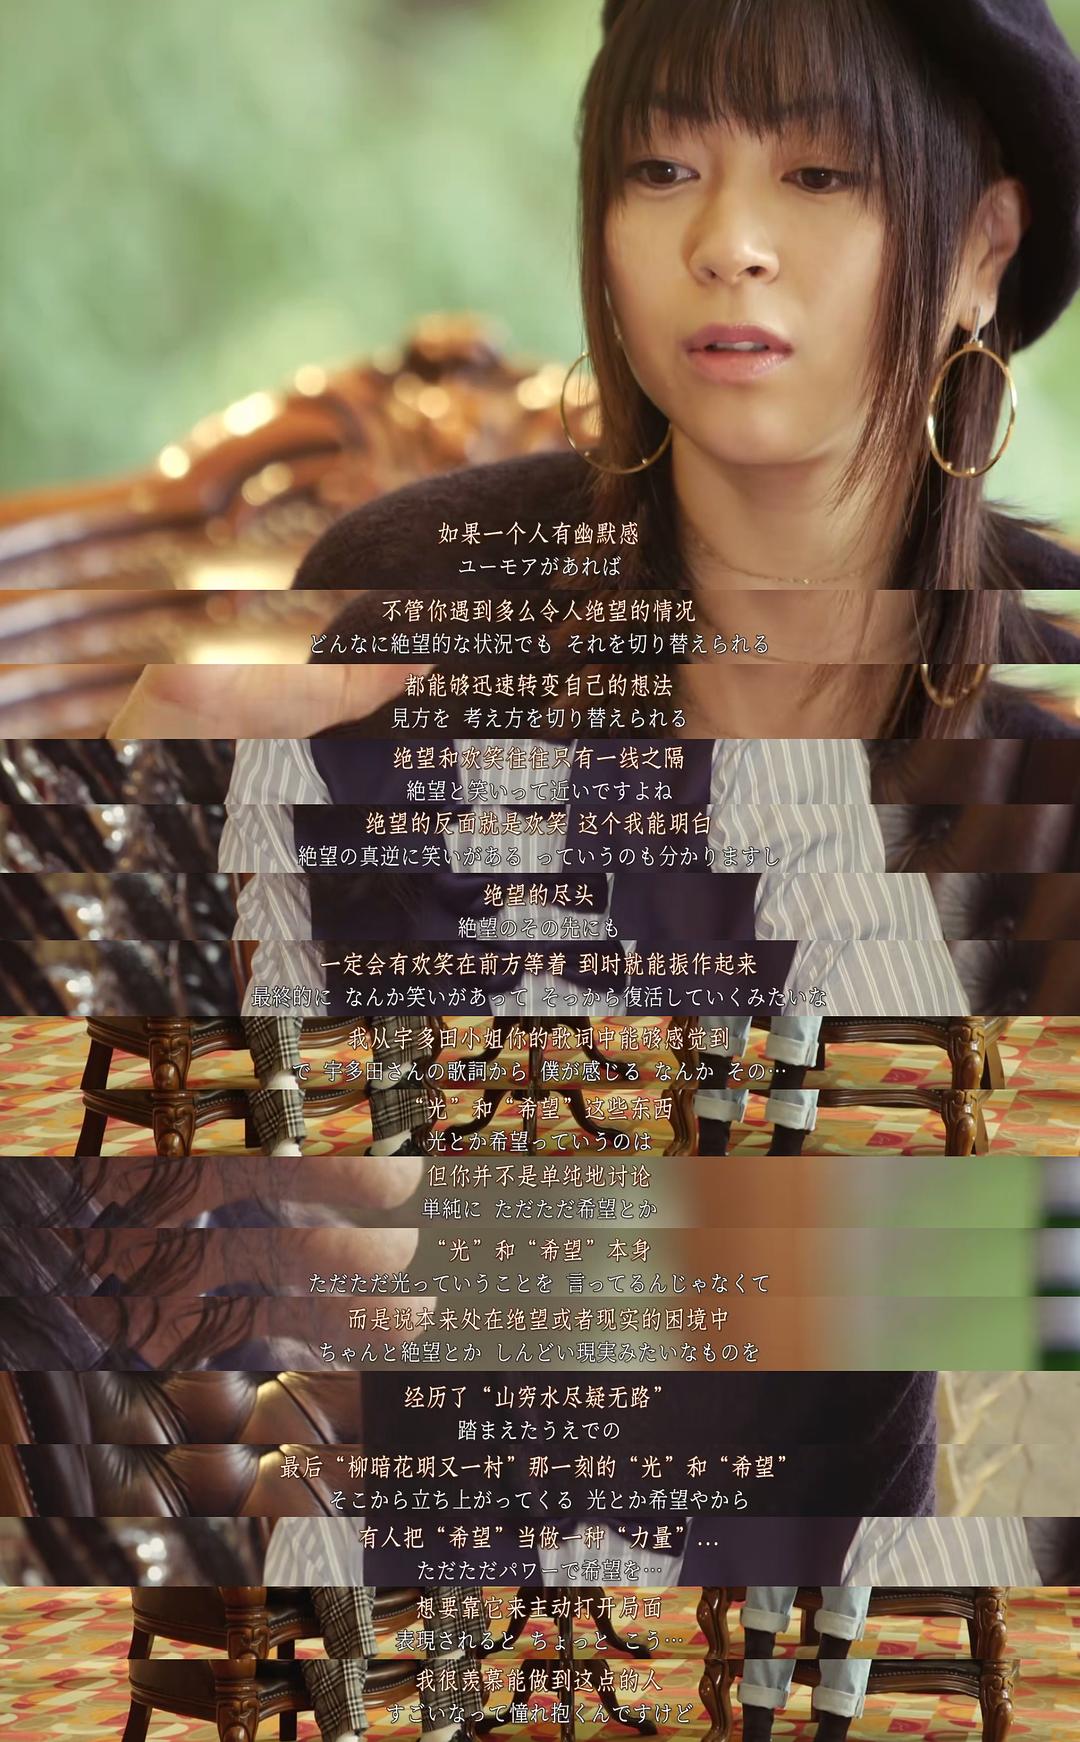 如果一个人有幽默感
ユーモアがあれば
不管你遇到多么令人绝望的情况
どんなに絶望的な状況でも それを切り替えられる
都能够迅速转变自己的想法
見方を 考え方を切り替えられる
绝望和欢笑往往只有一线之隔
絶望と笑いって近いですよね
绝望的反面就是欢笑 这个我能明白
絶望の真逆に笑いがある っていうのも分かりますし
绝望的尽头
絶望のその先にも
一定会有欢笑在前方等着 到时就能振作起来
最終的に なんか笑いがあって そっから復活していくみたいな
我从宇多田小姐你的歌词中能够感觉到
で 宇多田さんの歌詞から 僕が感じる なんか その…
“光”和“希望”这些东西
光とか希望っていうのは
但你并不是单纯地讨论
単純に ただただ希望とか
“光”和“希望”本身
ただただ光っていうことを 言ってるんじゃなくて
而是说本来处在绝望或者现实的困境中
ちゃんと絶望とか しんどい現実みたいなものを
经历了“山穷水尽疑无路”
踏まえたうえでの
最后“柳暗花明又一村”那一刻的“光”和“希望”
そこから立ち上がってくる 光とか希望やから
有人把“希望”当做一种“力量”…
ただただパワーで希望を…
想要靠它来主动打开局面
表現されると ちょっと こう…
我很羡慕能做到这点的人
すごいなって憧れ抱くんですけど